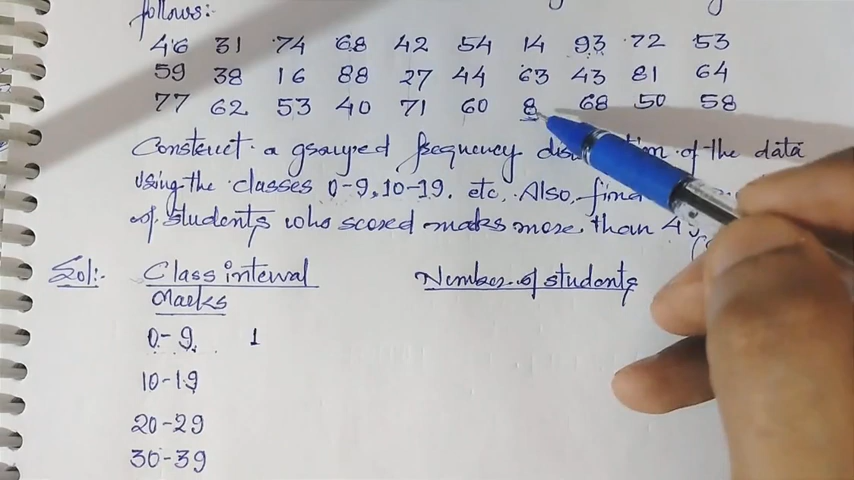 follows:-
46 31 74 68 42 54 14 93 72 53
59 38 16 88 27 44 63 43 81 64
77 62 53 40 71 60 8 68 50 58
Construct a grouped frequency of the data
using the classes 0-9, 10-19. etc. Also,
of students who scored maks more than
Sol:- Class interval Number of students
Marks
0-9 1
10-19
20-29
30-39